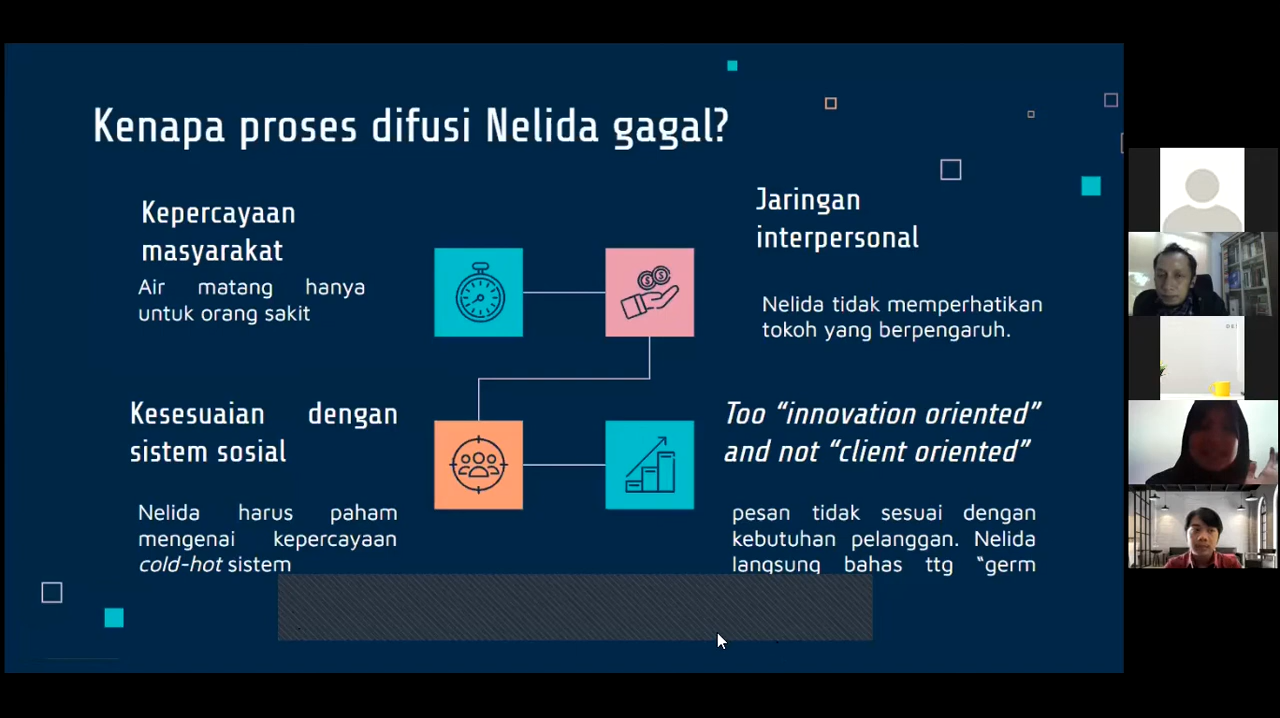 Kenapa proses difusi Nelida gagal?
Kepercayaan
masyarakat
Air matang hanya
untuk orang sakit
Jaringan
interpersonal
Nelida tidak memperhatikan
tokoh yang berpengaruh.
Kesesuaian dengan
sistem sosial
Nelida harus paham
mengenai kepercayaan
cold-hot sistem
Too “innovation oriented”
and not “client oriented”
pesan tidak sesuai dengan
kebutuhan pelanggan. Nelida
langsung bahas ttg “germ